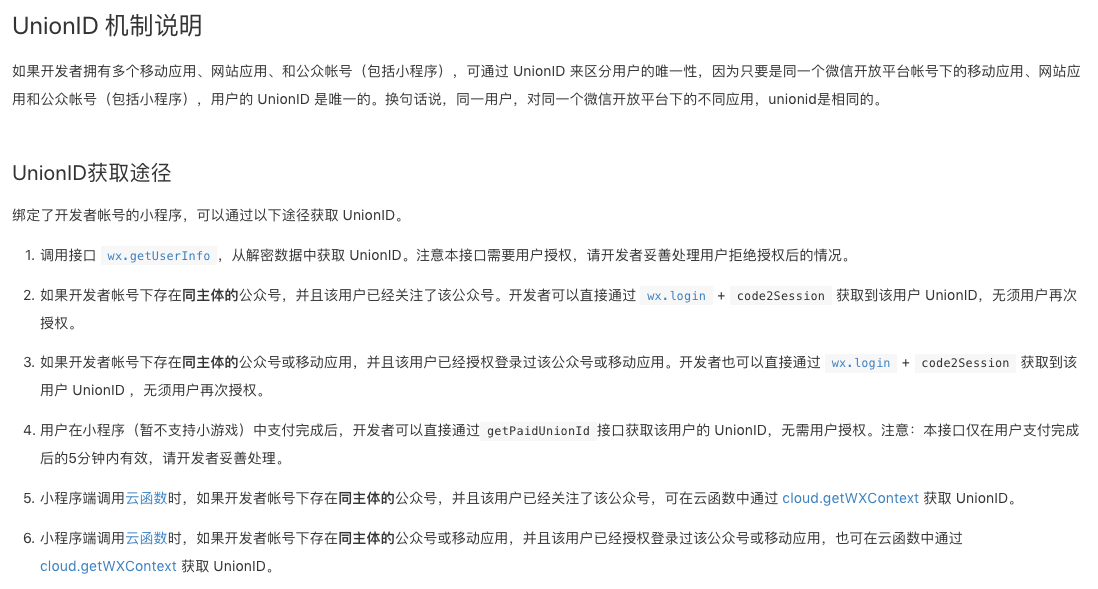 UnionID 机制说明
如果开发者拥有多个移动应用、网站应用、和公众帐号（包括小程序），可通过 UnionID 来区分用户的唯一性，因为只要是同一个微信开放平台帐号下的移动应用、网站应
用和公众帐号（包括小程序），用户的 UnionID 是唯一的。换句话说，同一用户，对同一个微信开放平台下的不同应用，unionid是相同的。
UnionID获取途径
绑定了开发者帐号的小程序，可以通过以下途径获取 UnionID。
1. 调用接口 wx.getUserInfo，从解密数据中获取 UnionID。注意本接口需要用户授权，请开发者妥善处理用户拒绝授权后的情况。
2. 如果开发者帐号下存在同主体的公众号，并且该用户已经关注了该公众号。开发者可以直接通过 wx.login + code2Session 获取到该用户 UnionID，无须用户再次
授权。
3. 如果开发者帐号下存在同主体的公众号或移动应用，并且该用户已经授权登录过该公众号或移动应用。开发者也可以直接通过 wx.login + code2Session 获取到该
用户 UnionID ，无须用户再次授权。
4. 用户在小程序（暂不支持小游戏）中支付完成后，开发者可以直接通过 getPaidUnionId 接口获取该用户的 UnionID，无需用户授权。注意：本接口仅在用户支付完成
后的5分钟内有效，请开发者妥善处理。
5. 小程序端调用云函数时，如果开发者帐号下存在同主体的公众号，并且该用户已经关注了该公众号，可在云函数中通过 cloud.getWXContext 获取 UnionID。
6. 小程序端调用云函数时，如果开发者帐号下存在同主体的公众号或移动应用，并且该用户已经授权登录过该公众号或移动应用，也可在云函数中通过
cloud.getWXContext 获取 UnionID。